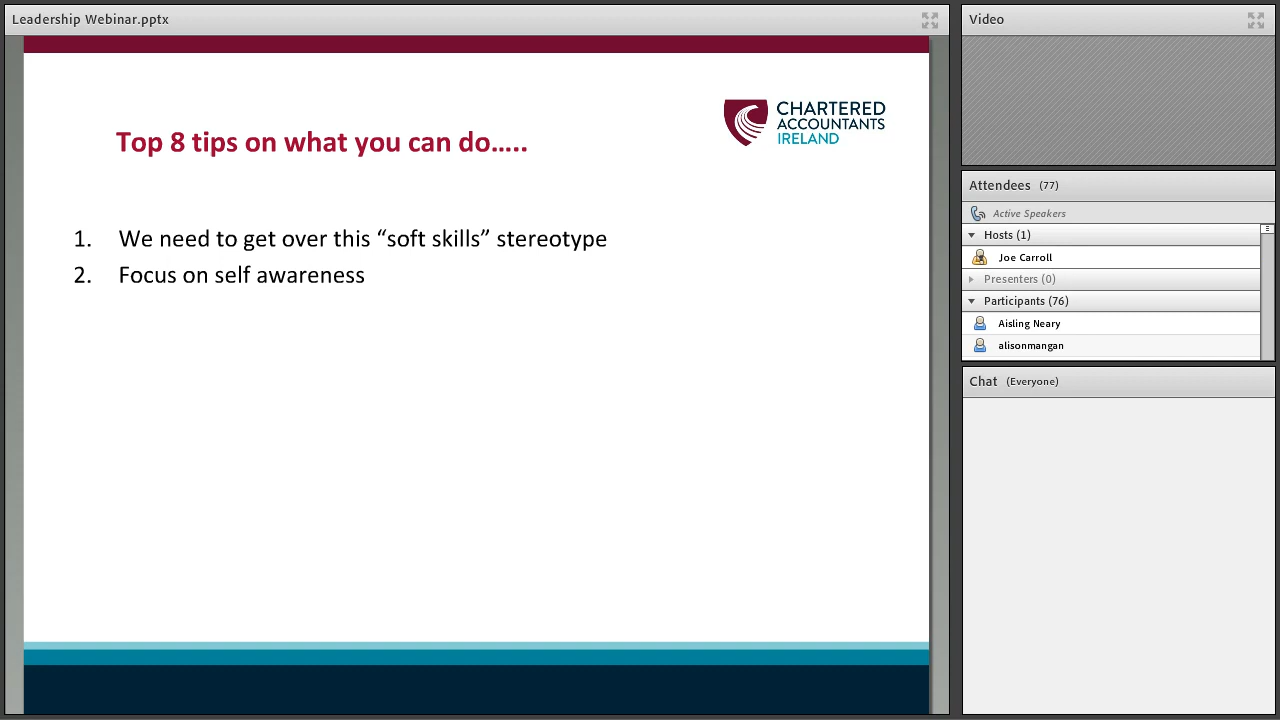 Leadership Webinar.pptx
Top 8 tips on what you can do.....
CHARTERED
ACCOUNTANTS
IRELAND
1. We need to get over this “soft skills” stereotype
2. Focus on self awareness
Video
Attendees (77)
Active Speakers
Hosts (1)
Joe Carroll
Presenters (0)
Participants (76)
Aisling Neary
alisonmangan
Chat (Everyone)